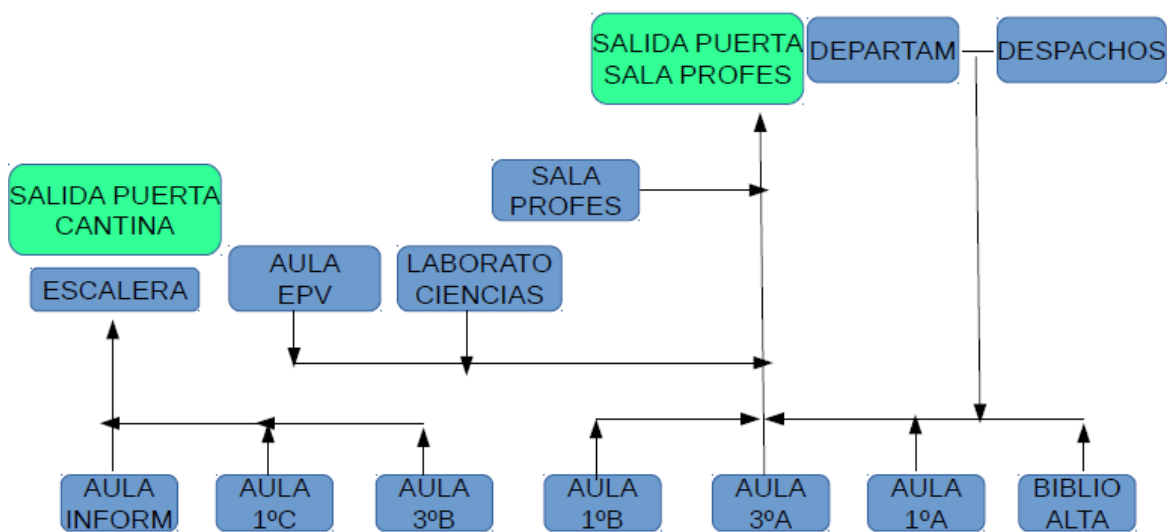 SALIDA PUERTA
SALA PROFES
DEPARTAM
DESPACHOS
SALA
PROFES
SALIDA PUERTA
CANTINA
ESCALERA
AULA
EPV
LABORATO
CIENCIAS
AULA
INFORM
AULA
1ºC
AULA
3ºB
AULA
1ºB
AULA
3ºA
AULA
1ºA
BIBLIO
ALTA